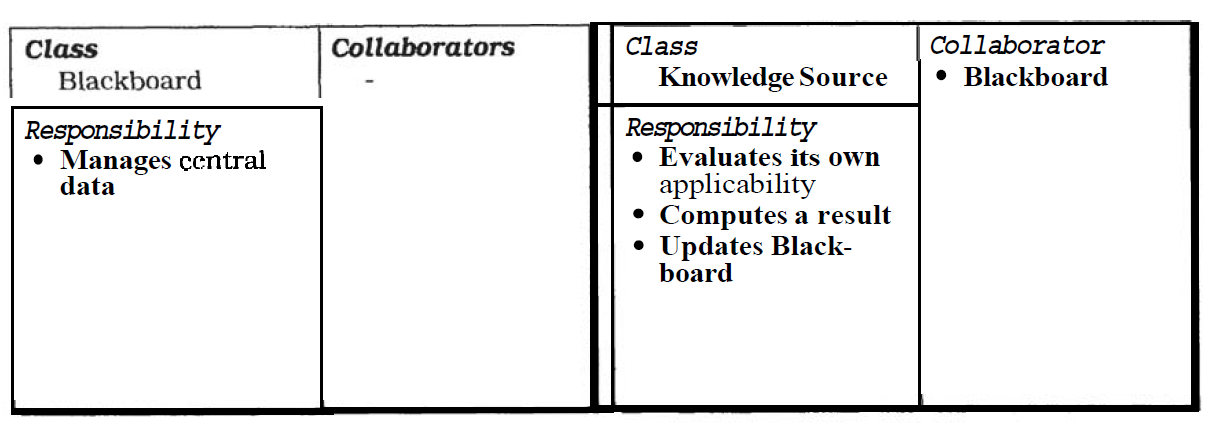 Class
Blackboard
Collaborators
-
Responsibility
• Manages central
data
Class
Knowledge Source
Collaborator
• Blackboard
Responsibility
• Evaluates its own
applicability
• Computes a result
• Updates Black-
board